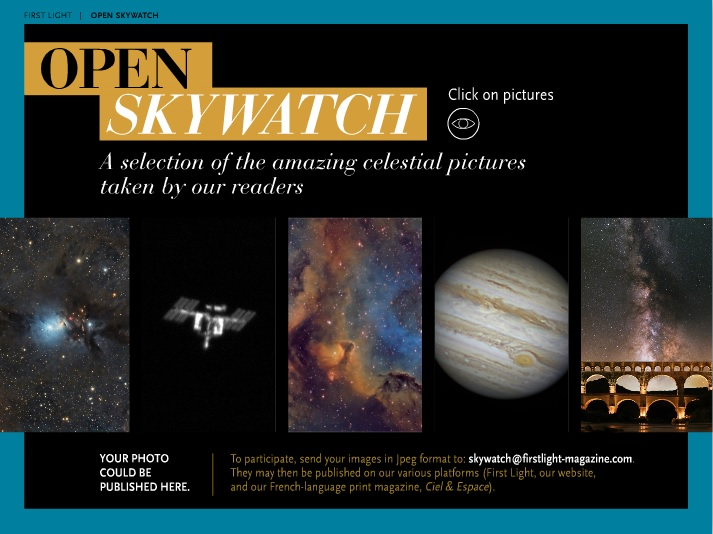 FIRST LIGHT | OPEN SKYWATCH
OPEN
SKYWATCH
Click on pictures
A selection of the amazing celestial pictures
taken by our readers
YOUR PHOTO
COULD BE
PUBLISHED HERE.
To participate, send your images in Jpeg format to: skywatch@firstlight-magazine.com.
They may then be published on our various platforms (First Light, our website,
and our French-language print magazine, Ciel & Espace).